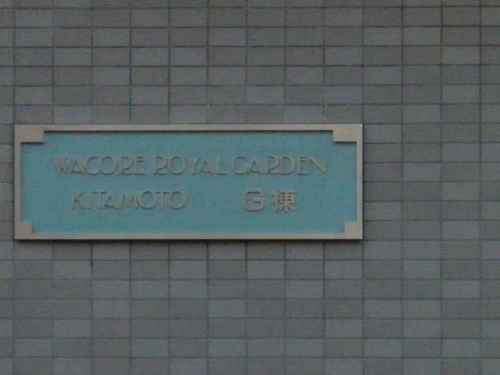 WACORE ROYAL GARDEN
KITAMOTO G棟